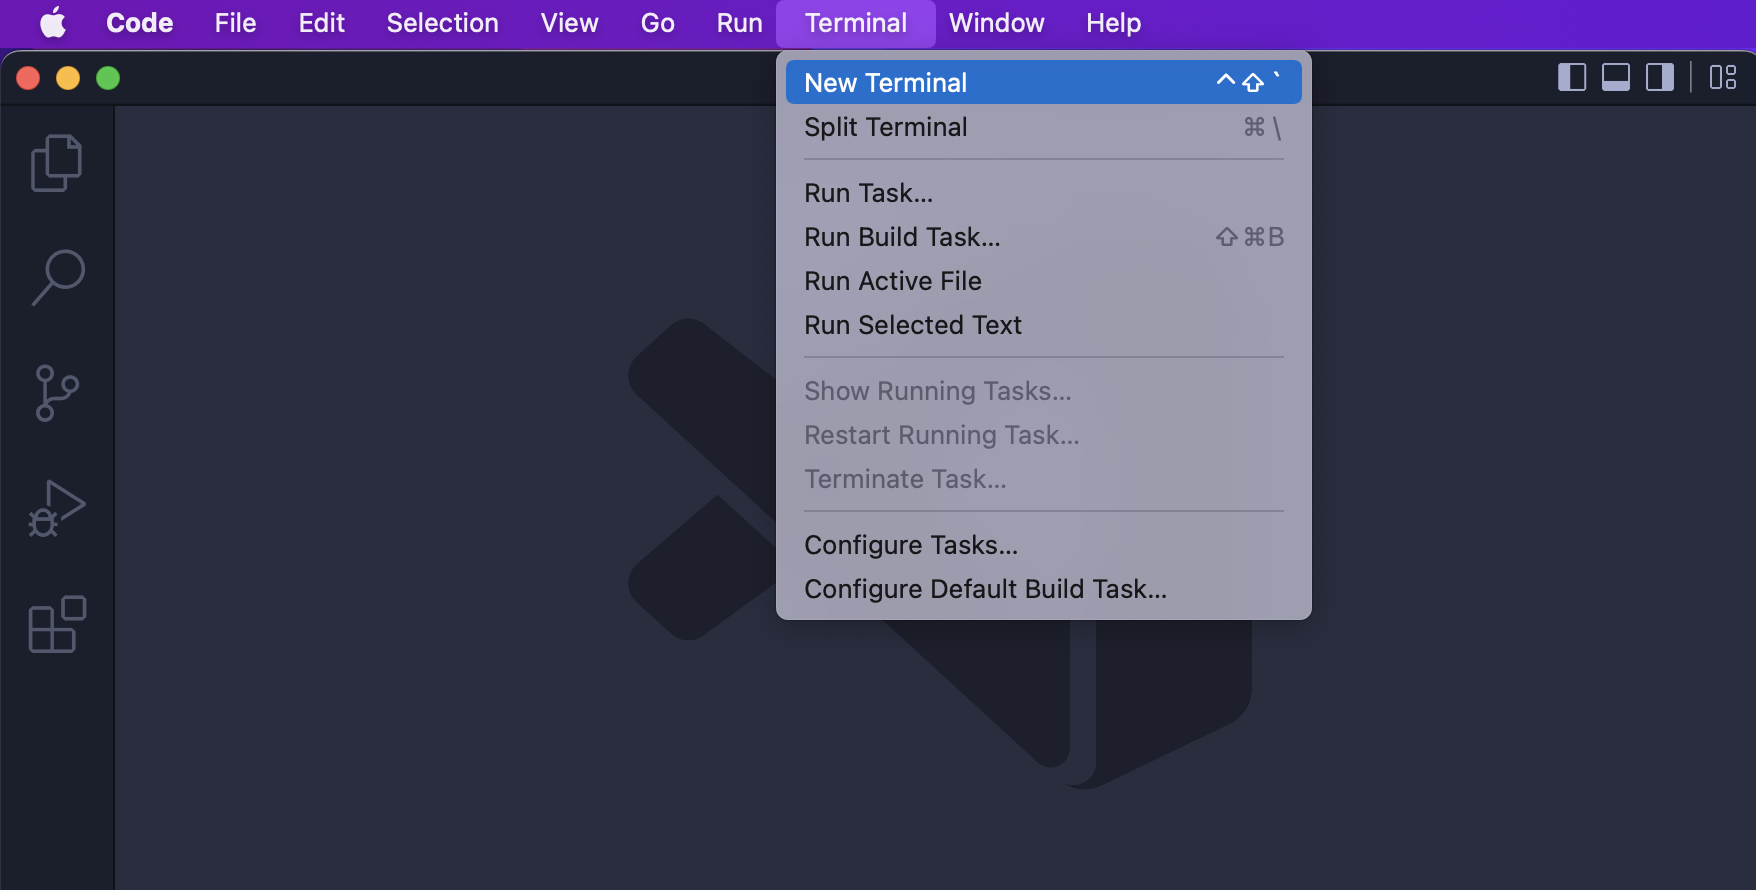 Code File Edit Selection View Go Run Terminal Window Help
New Terminal ^⇧`
Split Terminal ⌘\
Run Task...
Run Build Task... ⇧⌘B
Run Active File
Run Selected Text
Show Running Tasks...
Restart Running Task...
Terminate Task...
Configure Tasks...
Configure Default Build Task...